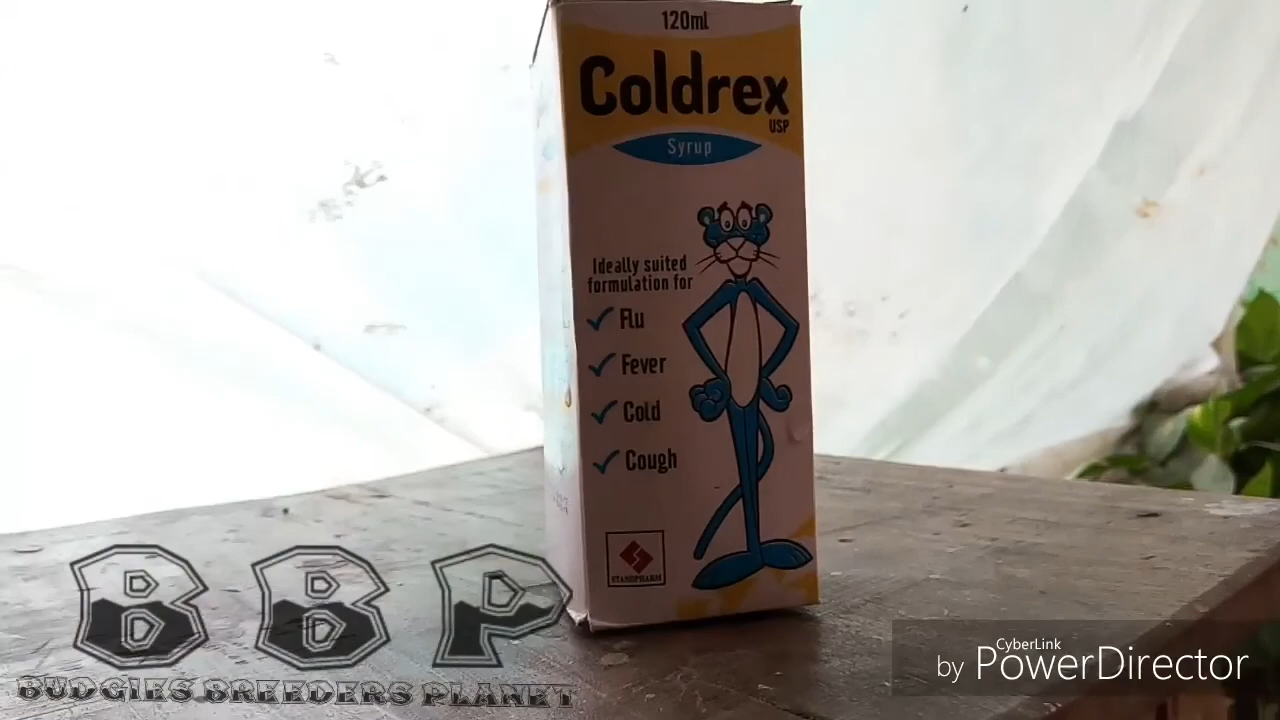 120ml
Coldrex
USP
Syrup
Ideally suited
formulation for
Flu
Fever
Cold
Cough
STANDPHARM
BBP
BUDGIES BREEDERS PLANET
CyberLink
by PowerDirector